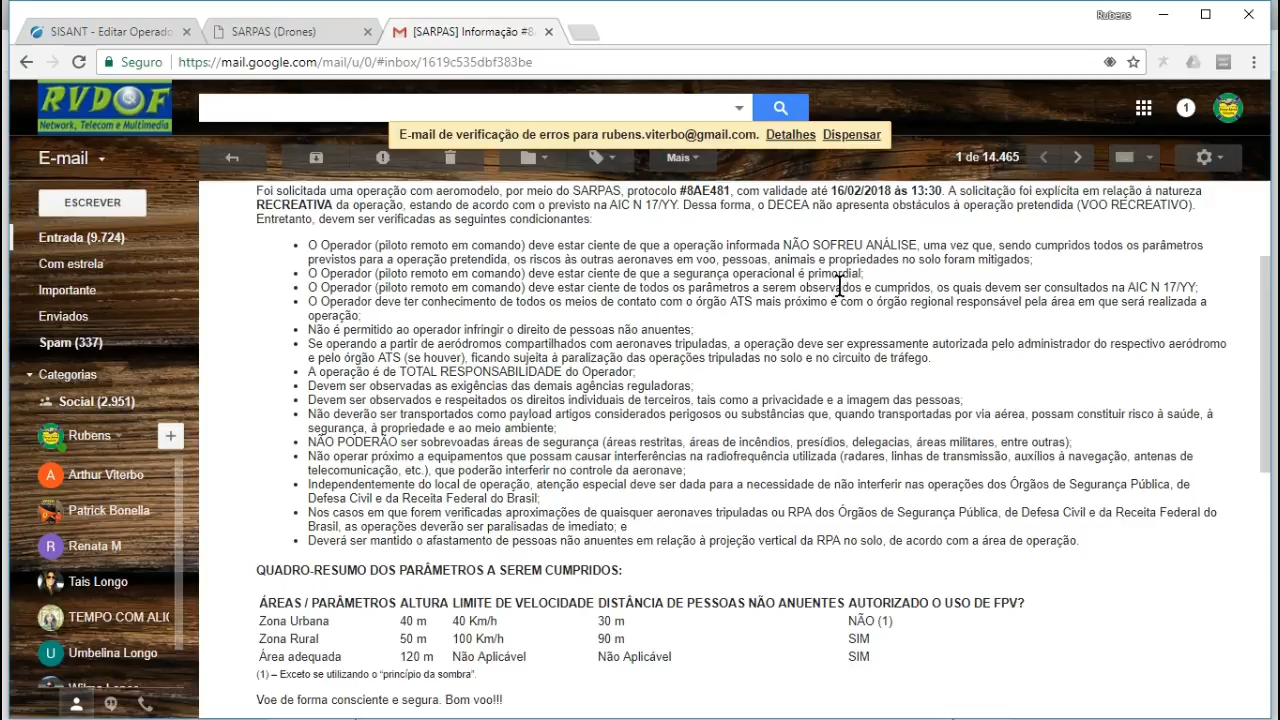 Rubens
SISANT - Editar Operado
SARPAS (Drones)
[SARPAS] Informação #8
Seguro
https://mail.google.com/mail/u/0/#inbox/1619c535dbf383be
RVDOF
Network, Telecom e Multimedia
1
E-mail de verificação de erros para rubens.viterbo@gmail.com. Detalhes Dispensar
E-mail
Mais
1 de 14.465
ESCREVER
Entrada (9.724)
Com estrela
Importante
Enviados
Spam (337)
Categorias
Social (2.951)
Rubens
Arthur Viterbo
Patrick Bonella
Renata M
Tais Longo
TEMPO COM ALI
Umbelina Longo
Foi solicitada uma operação com aeromodelo, por meio do SARPAS, protocolo #8AE481, com validade até 16/02/2018 às 13:30. A solicitação foi explícita em relação à natureza
RECREATIVA da operação, estando de acordo com o previsto na AIC N 17/YY. Dessa forma, o DECEA não apresenta obstáculos à operação pretendida (VOO RECREATIVO).
Entretanto, devem ser verificadas as seguintes condicionantes:
• O Operador (piloto remoto em comando) deve estar ciente de que a operação informada NÃO SOFREU ANÁLISE, uma vez que, sendo cumpridos todos os parâmetros
previstos para a operação pretendida, os riscos às outras aeronaves em voo, pessoas, animais e propriedades no solo foram mitigados;
• O Operador (piloto remoto em comando) deve estar ciente de que a segurança operacional é primordial;
• O Operador (piloto remoto em comando) deve estar ciente de todos os parâmetros a serem observados e cumpridos, os quais devem ser consultados na AIC N 17/YY;
• O Operador deve ter conhecimento de todos os meios de contato com o órgão ATS mais próximo e com o órgão regional responsável pela área em que será realizada a
operação;
• Não é permitido ao operador infringir o direito de pessoas não anuentes;
• Se operando a partir de aeródromos compartilhados com aeronaves tripuladas, a operação deve ser expressamente autorizada pelo administrador do respectivo aeródromo
e pelo órgão ATS (se houver), ficando sujeita à paralização das operações tripuladas no solo e no circuito de tráfego.
• A operação é de TOTAL RESPONSABILIDADE do Operador;
• Devem ser observadas as exigências das demais agências reguladoras;
• Devem ser observados e respeitados os direitos individuais de terceiros, tais como a privacidade e a imagem das pessoas;
• Não deverão ser transportados como payload artigos considerados perigosos ou substâncias que, quando transportadas por via aérea, possam constituir risco à saúde, à
segurança, à propriedade e ao meio ambiente;
• NÃO PODERÃO ser sobrevoadas áreas de segurança (áreas restritas, áreas de incêndios, presídios, delegacias, áreas militares, entre outras);
• Não operar próximo a equipamentos que possam causar interferências na radiofrequência utilizada (radares, linhas de transmissão, auxílios à navegação, antenas de
telecomunicação, etc.), que poderão interferir no controle da aeronave;
• Independentemente do local de operação, atenção especial deve ser dada para a necessidade de não interferir nas operações dos Órgãos de Segurança Pública, de
Defesa Civil e da Receita Federal do Brasil;
• Nos casos em que forem verificadas aproximações de quaisquer aeronaves tripuladas ou RPA dos Órgãos de Segurança Pública, de Defesa Civil e da Receita Federal do
Brasil, as operações deverão ser paralisadas de imediato; e
• Deverá ser mantido o afastamento de pessoas não anuentes em relação à projeção vertical da RPA no solo, de acordo com a área de operação.
QUADRO-RESUMO DOS PARÂMETROS A SEREM CUMPRIDOS:
ÁREAS / PARÂMETROS ALTURA LIMITE DE VELOCIDADE DISTÂNCIA DE PESSOAS NÃO ANUENTES AUTORIZADO O USO DE FPV?
Zona Urbana 40 m 40 Km/h 30 m NÃO (1)
Zona Rural 50 m 100 Km/h 90 m SIM
Área adequada 120 m Não Aplicável Não Aplicável SIM
(1) – Exceto se utilizando o "princípio da sombra".
Voe de forma consciente e segura. Bom voo!!!